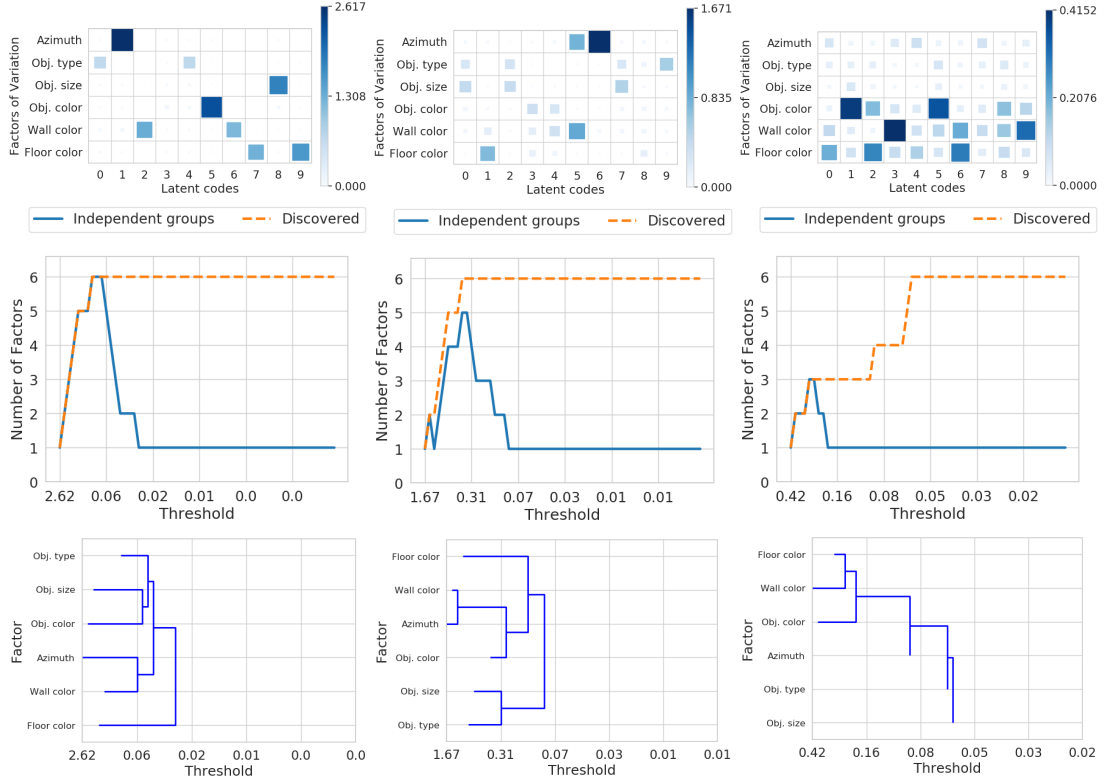 2.617
1.308
0.000
Factors of Variation
Azimuth
Obj. type
Obj. size
Obj. color
Wall color
Floor color
0 1 2 3 4 5 6 7 8 9
Latent codes
1.671
0.835
0.000
Factors of Variation
Azimuth
Obj. type
Obj. size
Obj. color
Wall color
Floor color
0 1 2 3 4 5 6 7 8 9
Latent codes
0.4152
0.2076
0.0000
Factors of Variation
Azimuth
Obj. type
Obj. size
Obj. color
Wall color
Floor color
0 1 2 3 4 5 6 7 8 9
Latent codes
Independent groups Discovered
Number of Factors
6
5
4
3
2
1
0
2.62 0.06 0.02 0.01 0.0 0.0
Threshold
Independent groups Discovered
Number of Factors
6
5
4
3
2
1
0
1.67 0.31 0.07 0.03 0.01 0.01
Threshold
Independent groups Discovered
Number of Factors
6
5
4
3
2
1
0
0.42 0.16 0.08 0.05 0.03 0.02
Threshold
Factor
Obj. type
Obj. size
Obj. color
Azimuth
Wall color
Floor color
2.62 0.06 0.02 0.01 0.0 0.0
Threshold
Factor
Floor color
Wall color
Azimuth
Obj. color
Obj. size
Obj. type
1.67 0.31 0.07 0.03 0.01 0.01
Threshold
Factor
Floor color
Wall color
Obj. color
Azimuth
Obj. type
Obj. size
0.42 0.16 0.08 0.05 0.03 0.02
Threshold